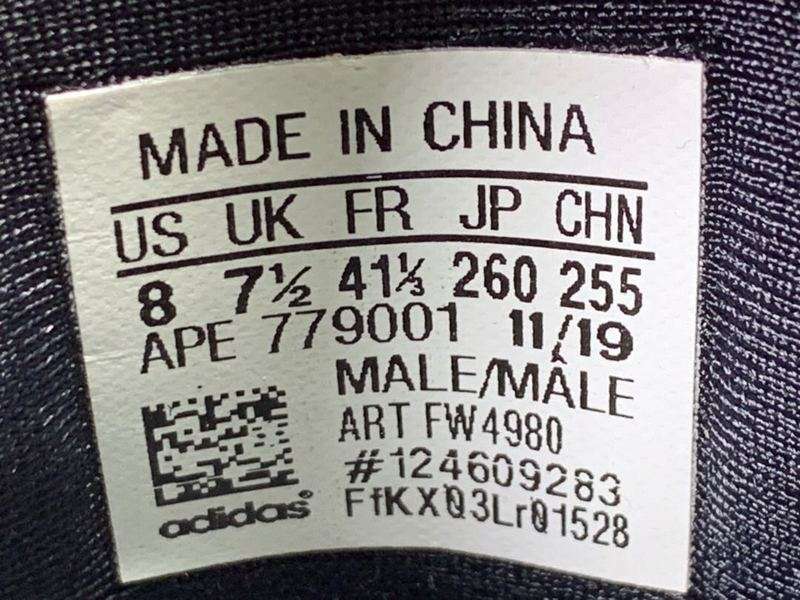 MADE IN CHINA
US UK FR JP CHN
8 7½ 41⅓ 260 255
APE 779001 11/19
MALE/MÂLE
ART FW4980
#124609283
FfKX03Lr01528
adidas®